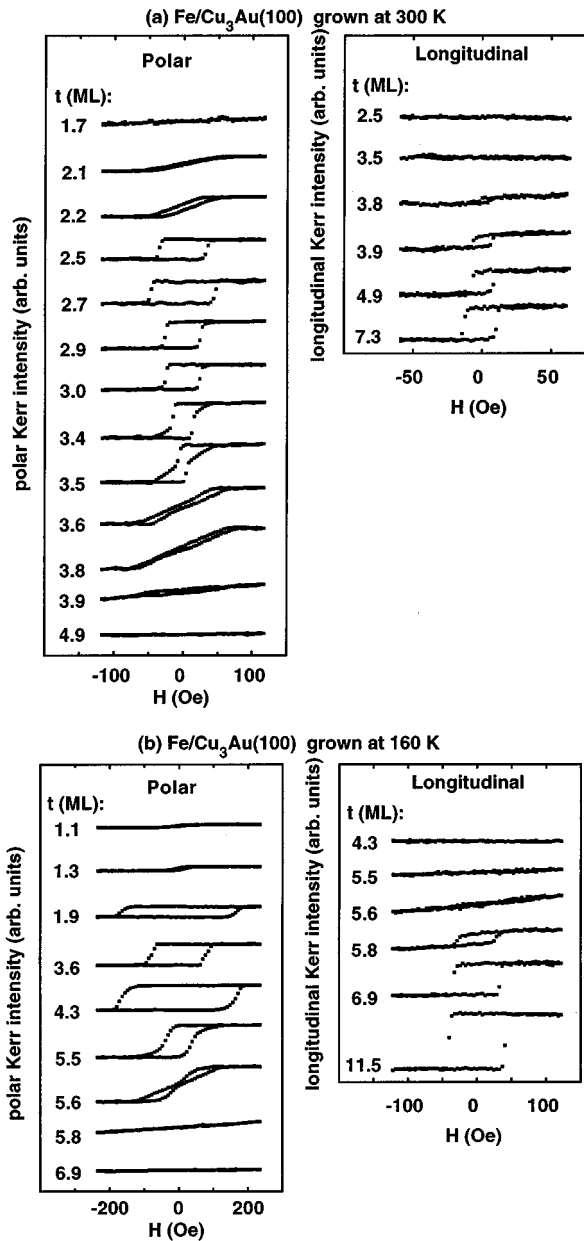 (a) Fe/Cu3Au(100) grown at 300 K
Polar
t (ML):
1.7
2.1
2.2
2.5
2.7
2.9
3.0
3.4
3.5
3.6
3.8
3.9
4.9
polar Kerr intensity (arb. units)
-100 0 100
H (Oe)
Longitudinal
t (ML):
2.5
3.5
3.8
3.9
4.9
7.3
longitudinal Kerr intensity (arb. units)
-50 0 50
H (Oe)
(b) Fe/Cu3Au(100) grown at 160 K
Polar
t (ML):
1.1
1.3
1.9
3.6
4.3
5.5
5.6
5.8
6.9
polar Kerr intensity (arb. units)
-200 0 200
H (Oe)
Longitudinal
t (ML):
4.3
5.5
5.6
5.8
6.9
11.5
longitudinal Kerr intensity (arb. units)
-100 0 100
H (Oe)